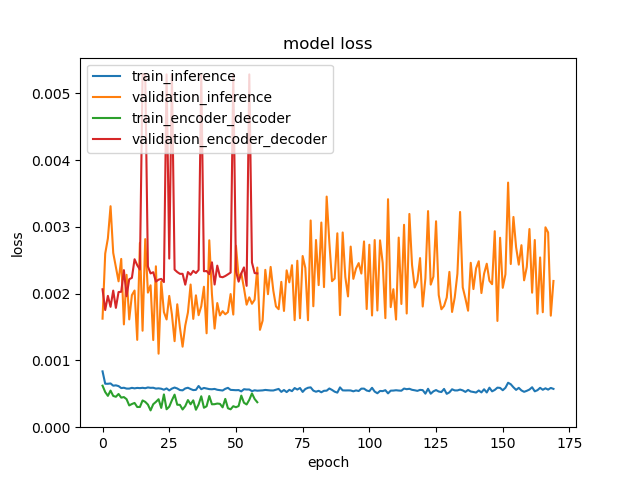 model loss
train_inference
validation_inference
train_encoder_decoder
validation_encoder_decoder
loss
0.005
0.004
0.003
0.002
0.001
0.000
0 25 50 75 100 125 150 175
epoch